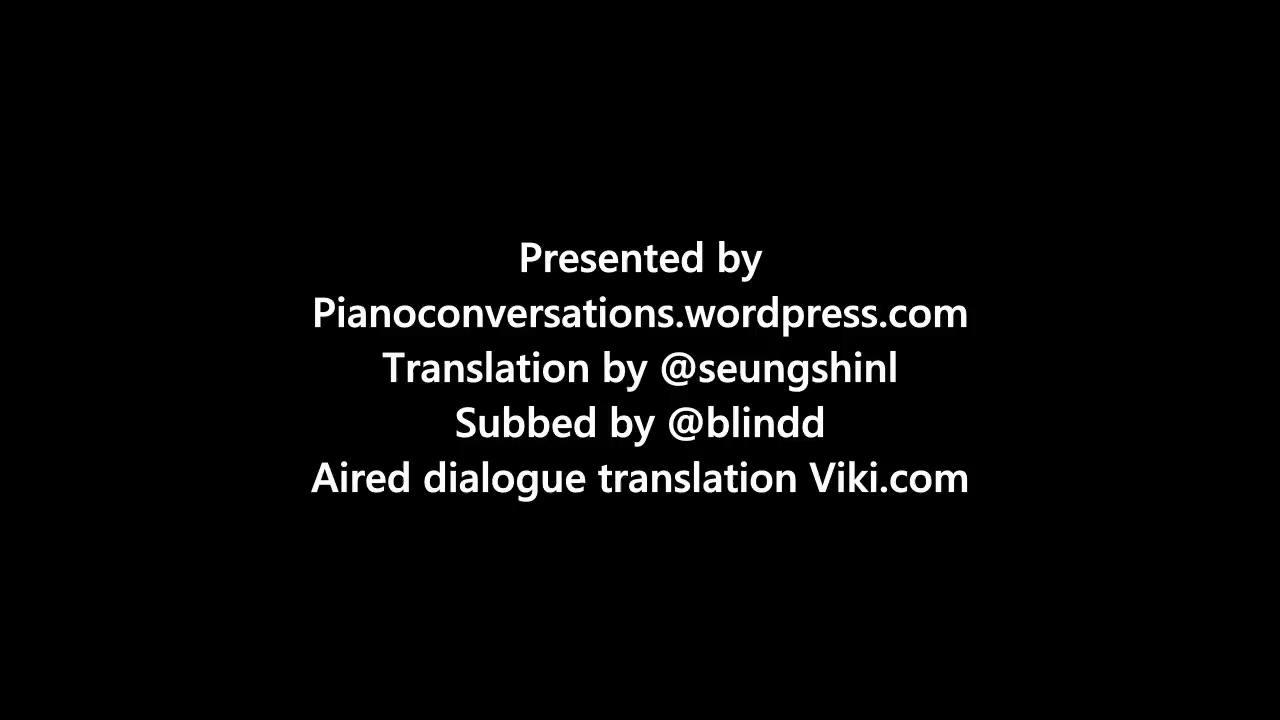 Presented by
Pianoconversations.wordpress.com
Translation by @seungshinl
Subbed by @blindd
Aired dialogue translation Viki.com